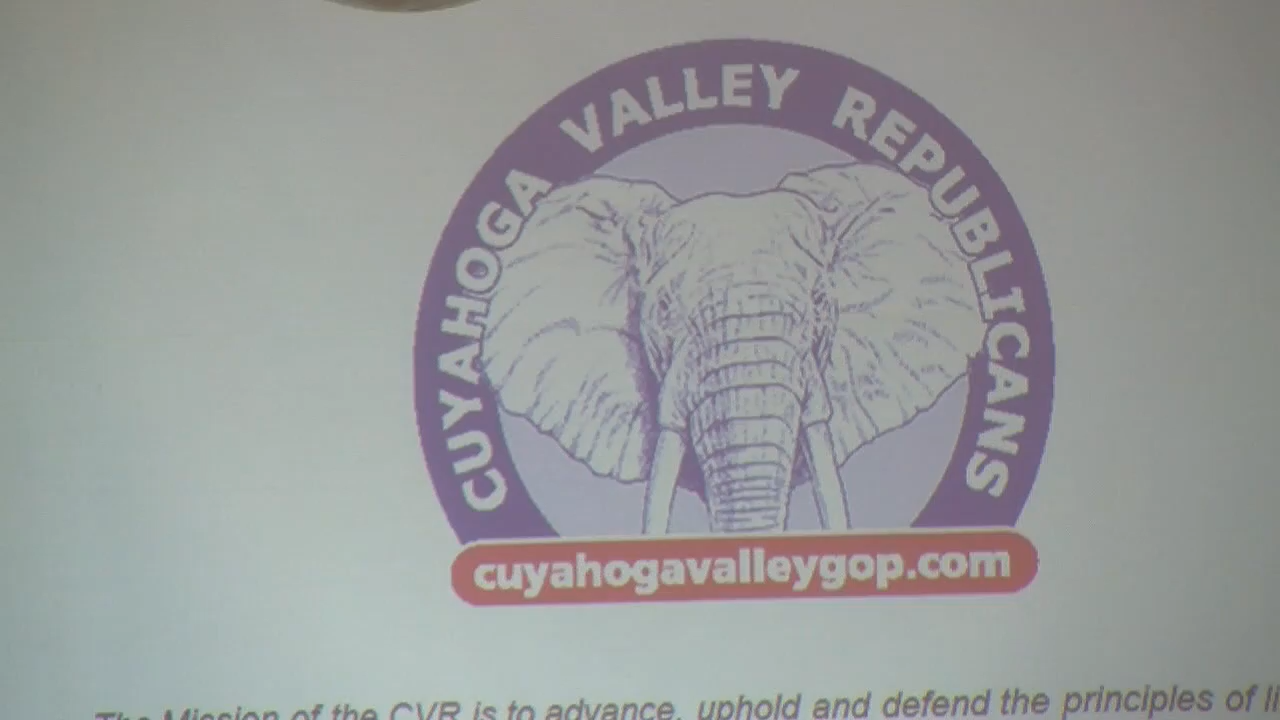 CUYAHOGA VALLEY REPUBLICANS
cuyahogavalleygop.com
The Mission of the CVR is to advance, uphold and defend the principles of